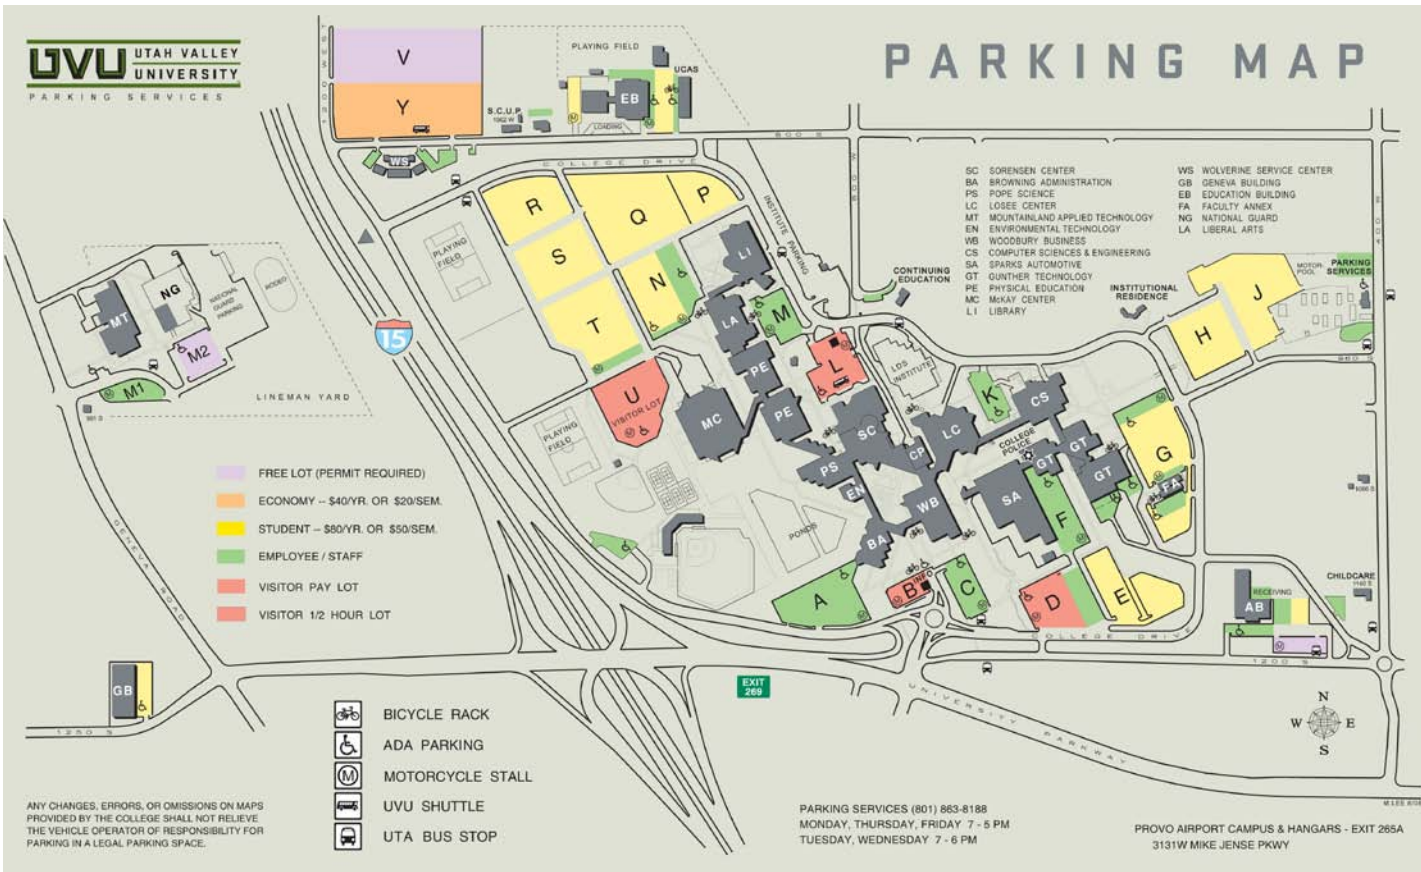 UVU UTAH VALLEY
UNIVERSITY
PARKING SERVICES
PARKING MAP
V
Y
S.C.U.P.
1062 W
PLAYING FIELD
UCAS
EB
LOADING
WS
800 S
COLLEGE DRIVE
800 W
400 W
INSTITUTE PARKING
SC SORENSEN CENTER
BA BROWNING ADMINISTRATION
PS POPE SCIENCE
LC LOSEE CENTER
MT MOUNTAINLAND APPLIED TECHNOLOGY
EN ENVIRONMENTAL TECHNOLOGY
WB WOODBURY BUSINESS
CS COMPUTER SCIENCES & ENGINEERING
SA SPARKS AUTOMOTIVE
GT GUNTHER TECHNOLOGY
PE PHYSICAL EDUCATION
MC McKAY CENTER
LI LIBRARY
WS WOLVERINE SERVICE CENTER
GB GENEVA BUILDING
EB EDUCATION BUILDING
FA FACULTY ANNEX
NG NATIONAL GUARD
LA LIBERAL ARTS
R
Q
P
S
T
N
M
LI
LA
PE
PE
PLAYING
FIELD
15
MT
NG
NATIONAL
GUARD
PARKING
RODEO
M2
M1
LINEMAN YARD
U
VISITOR LOT
MC
L
LDS
INSTITUTE
CONTINUING
EDUCATION
INSTITUTIONAL
RESIDENCE
MOTOR-
POOL
PARKING
SERVICES
J
H
960 S
K
CS
COLLEGE
POLICE
GT
GT
GT
G
FA
SC
LC
CP
PS
EN
WB
BA
SA
F
PLAYING
FIELD
PONDS
A
B
INFO
C
D
E
COLLEGE DRIVE
AB
RECEIVING
CHILDCARE
1200 S
UNIVERSITY PARKWAY
GENEVA ROAD
GB
1250 S
EXIT
269
FREE LOT (PERMIT REQUIRED)
ECONOMY -- $40/YR. OR $20/SEM.
STUDENT -- $80/YR. OR $50/SEM.
EMPLOYEE / STAFF
VISITOR PAY LOT
VISITOR 1/2 HOUR LOT
BICYCLE RACK
ADA PARKING
M MOTORCYCLE STALL
UVU SHUTTLE
UTA BUS STOP
N
W E
S
ANY CHANGES, ERRORS, OR OMISSIONS ON MAPS
PROVIDED BY THE COLLEGE SHALL NOT RELIEVE
THE VEHICLE OPERATOR OF RESPONSIBILITY FOR
PARKING IN A LEGAL PARKING SPACE.
PARKING SERVICES (801) 863-8188
MONDAY, THURSDAY, FRIDAY 7 - 5 PM
TUESDAY, WEDNESDAY 7 - 6 PM
PROVO AIRPORT CAMPUS & HANGARS - EXIT 265A
3131W MIKE JENSE PKWY